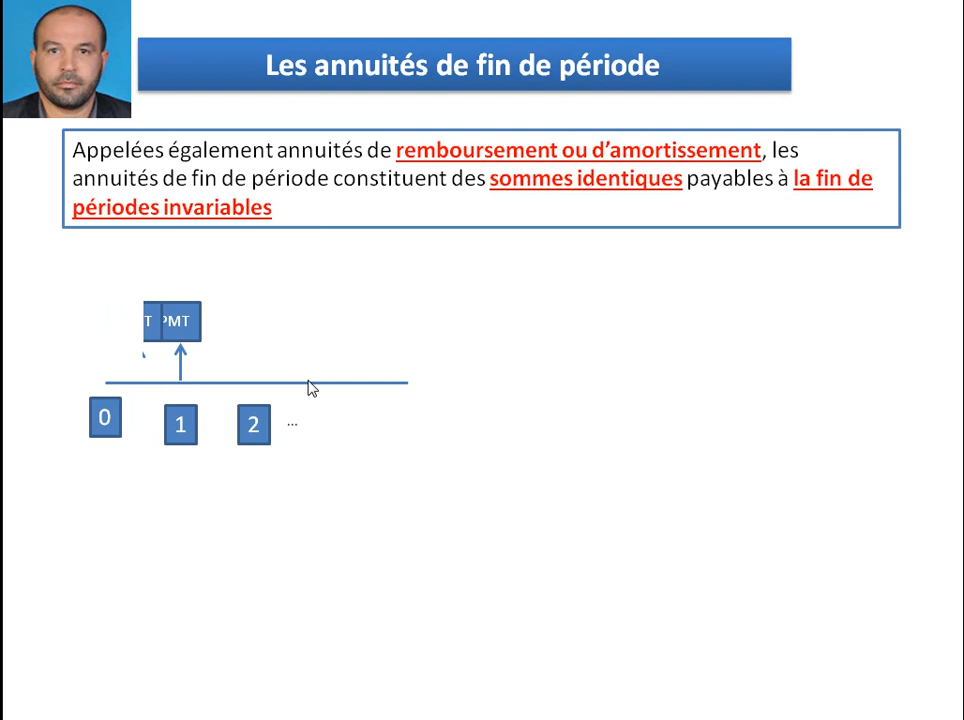 Les annuités de fin de période
Appelées également annuités de remboursement ou d'amortissement, les
annuités de fin de période constituent des sommes identiques payables à la fin de
périodes invariables
T PMT
0 1 2 ...